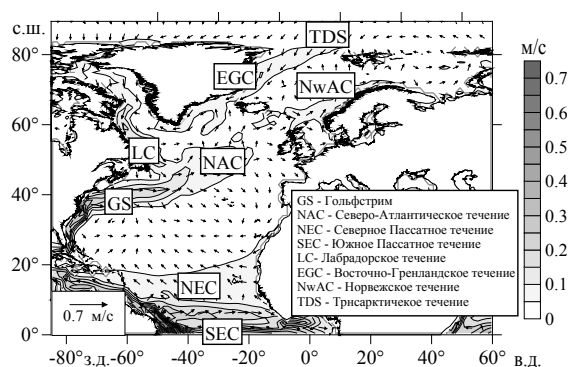 с.ш.
80°
60°
40°
20°
0°
TDS
EGC
NwAC
LC
NAC
GS
NEC
SEC
GS - Гольфстрим
NAC - Северо-Атлантическое течение
NEC - Северное Пассатное течение
SEC - Южное Пассатное течение
LC- Лабрадорское течение
EGC - Восточно-Гренландское течение
NwAC - Норвежское течение
TDS - Трнсарктичекое течение
0.7 м/с
-80° з.д. -60° -40° -20° 0° 20° 40° 60° в.д.
м/с
0.7
0.6
0.5
0.4
0.3
0.2
0.1
0